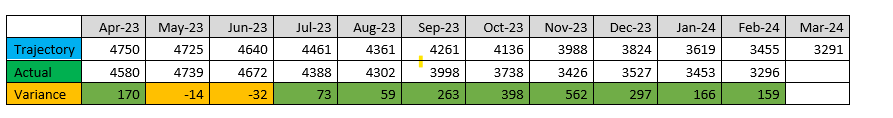 Apr-23 May-23 Jun-23 Jul-23 Aug-23 Sep-23 Oct-23 Nov-23 Dec-23 Jan-24 Feb-24 Mar-24
Trajectory 4750 4725 4640 4461 4361 4261 4136 3988 3824 3619 3455 3291
Actual 4580 4739 4672 4388 4302 3998 3738 3426 3527 3453 3296
Variance 170 -14 -32 73 59 263 398 562 297 166 159